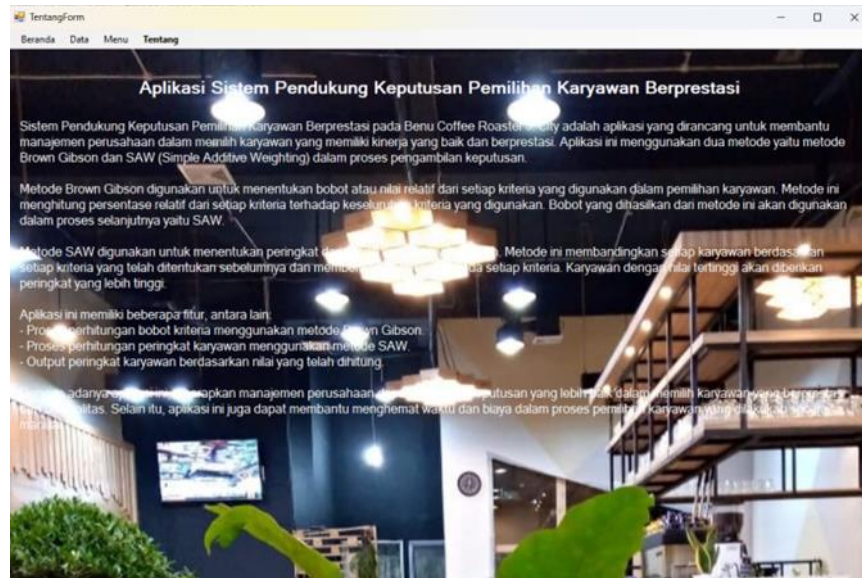 TentangForm
Beranda Data Menu Tentang
Aplikasi Sistem Pendukung Keputusan Pemilihan Karyawan Berprestasi
Sistem Pendukung Keputusan Pemilihan Karyawan Berprestasi pada Benu Coffee Roaster City adalah aplikasi yang dirancang untuk membantu
manajemen perusahaan dalam memilih karyawan yang memiliki kinerja yang baik dan berprestasi. Aplikasi ini menggunakan dua metode yaitu metode
Brown Gibson dan SAW (Simple Additive Weighting) dalam proses pengambilan keputusan.
Metode Brown Gibson digunakan untuk menentukan bobot atau nilai relatif dari setiap kriteria yang digunakan dalam pemilihan karyawan. Metode ini
menghitung persentase relatif dari setiap kriteria terhadap keseluruhan kriteria yang digunakan. Bobot yang dihasilkan dari metode ini akan digunakan
dalam proses selanjutnya yaitu SAW.
Metode SAW digunakan untuk menentukan peringkat Metode ini membandingkan setiap karyawan berdasarkan
setiap kriteria yang telah ditentukan sebelumnya dan setiap kriteria. Karyawan dengan nilai tertinggi akan diberikan
peringkat yang lebih tinggi.
Aplikasi ini memiliki beberapa fitur, antara lain:
- Proses perhitungan bobot kriteria menggunakan metode Brown Gibson.
- Proses perhitungan peringkat karyawan menggunakan metode SAW.
- Output peringkat karyawan berdasarkan nilai yang telah dihitung.
adanya manajemen perusahaan yang lebih baik dalam memilih karyawan yang
Selain itu, aplikasi ini juga dapat membantu menghemat waktu dan biaya dalam proses pemilihan karyawan yang